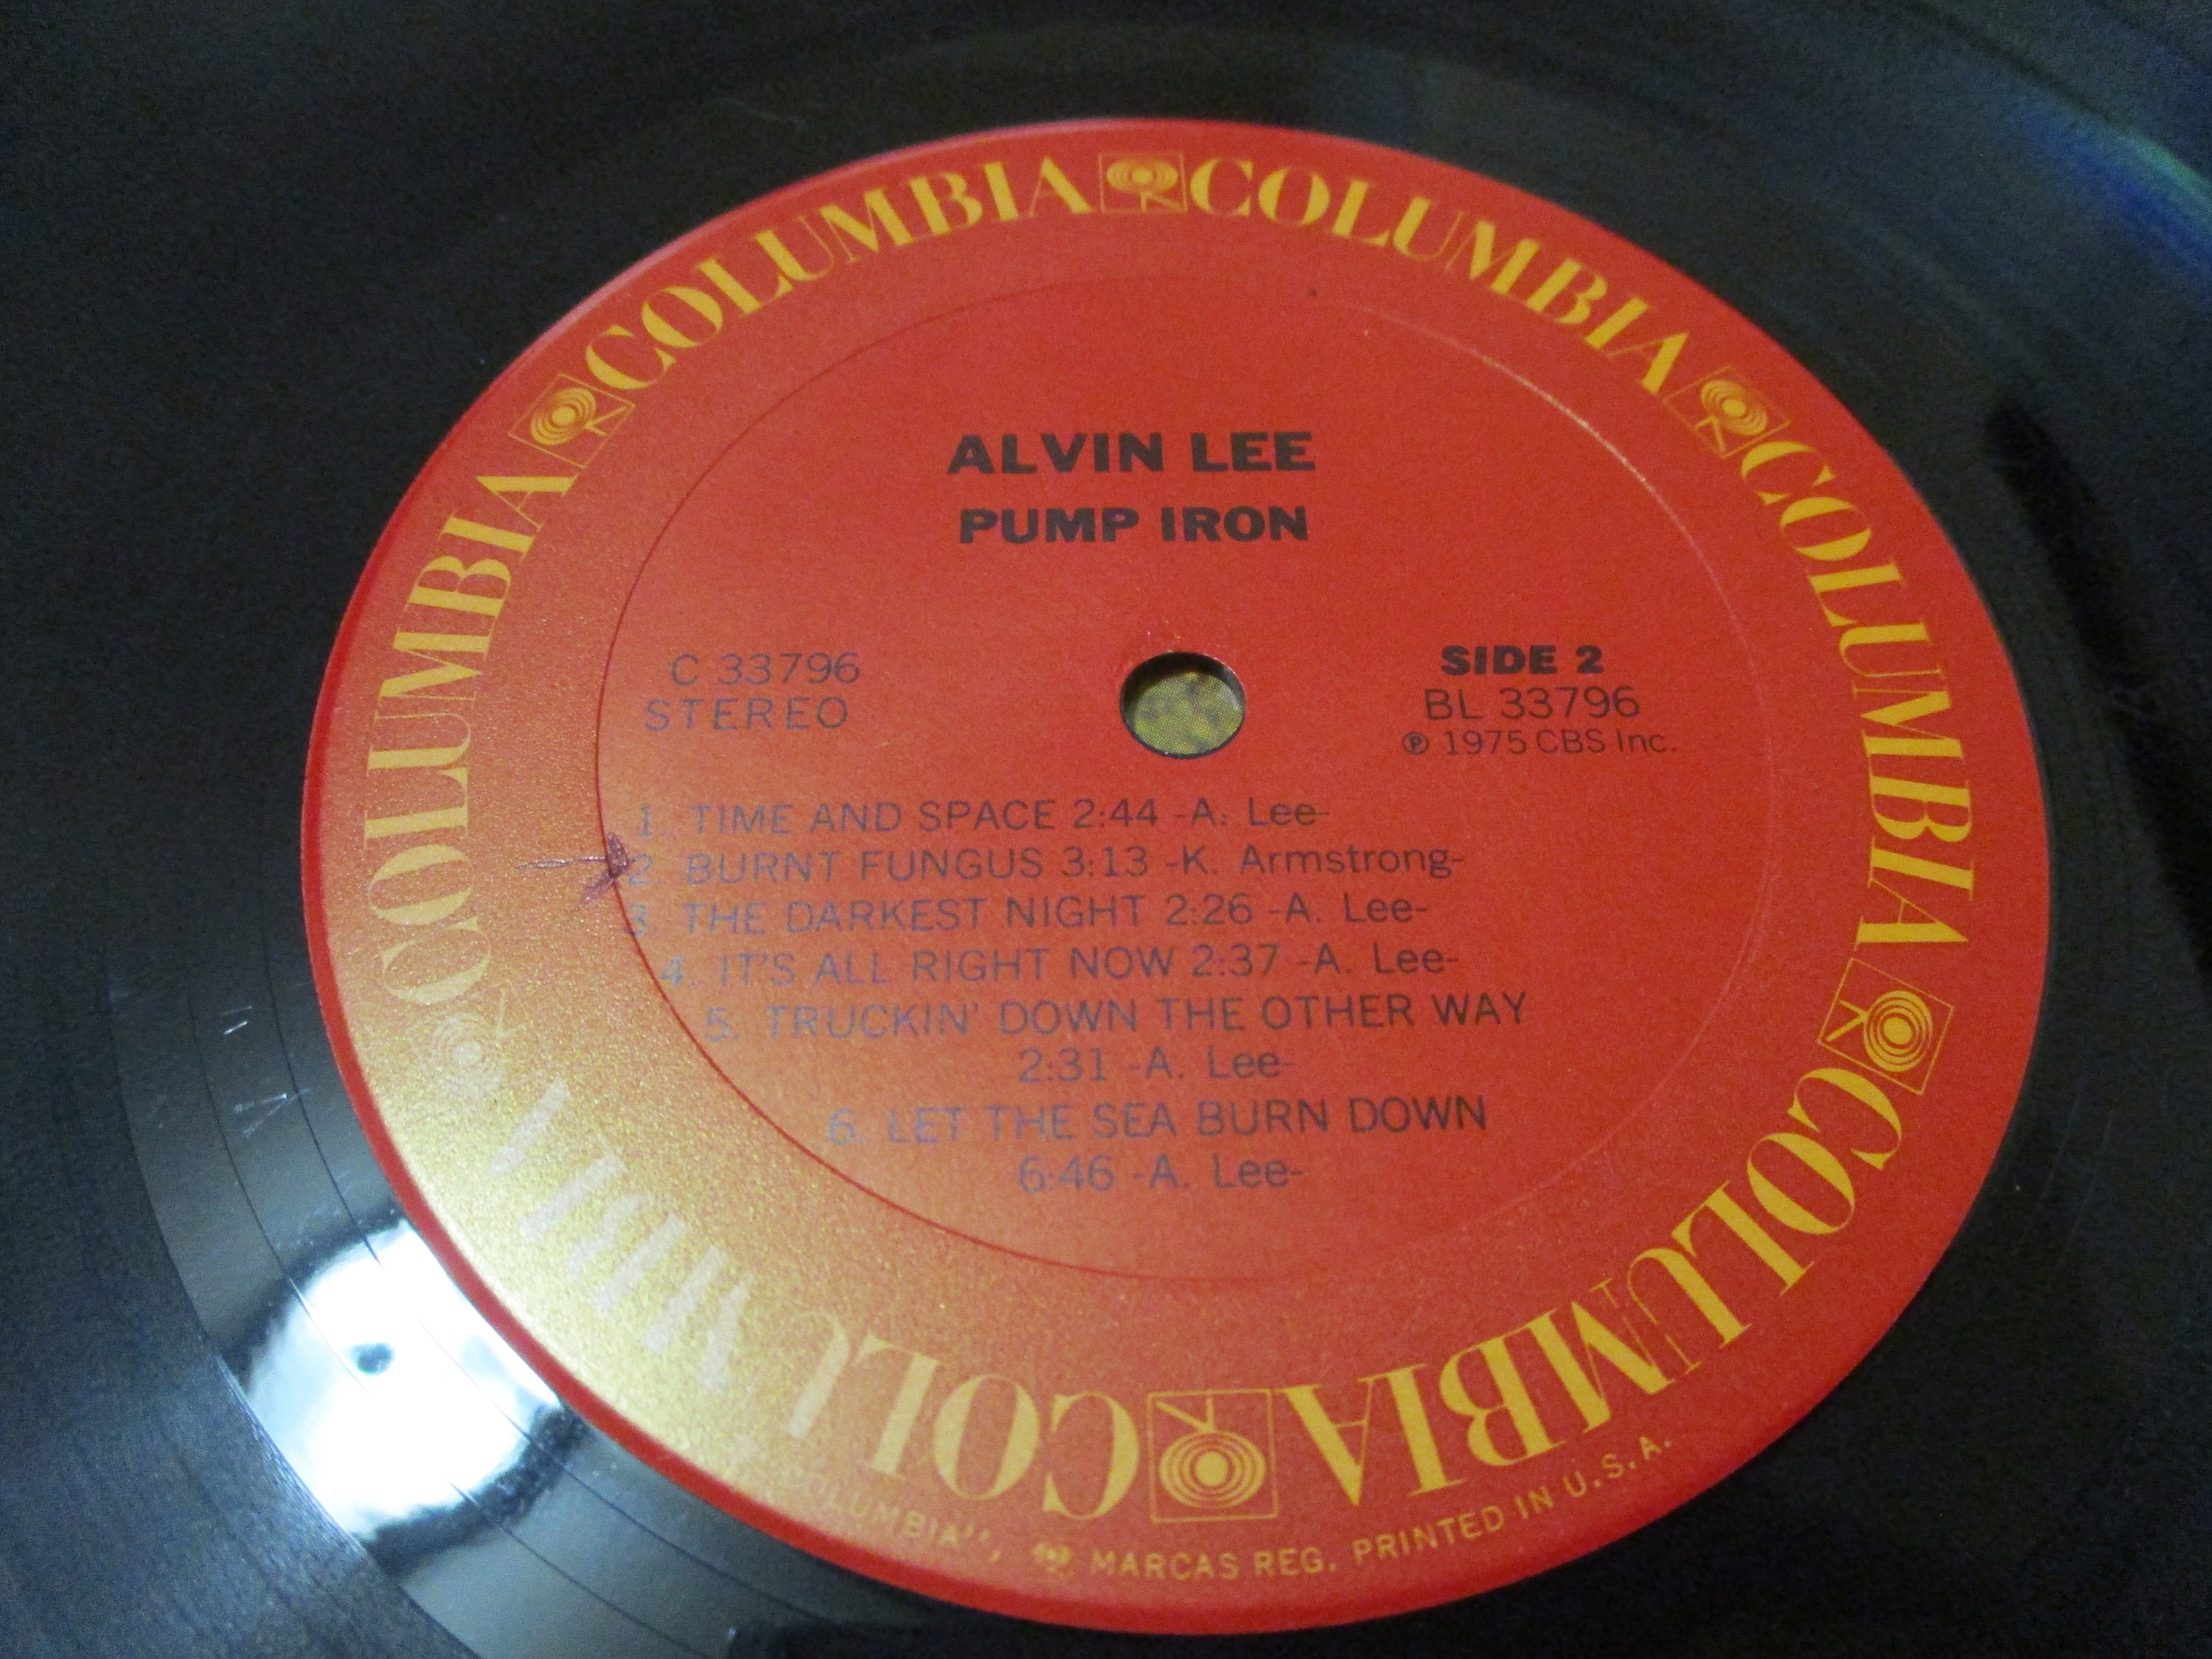 COLUMBIA COLUMBIA COLUMBIA COLUMBIA COLUMBIA COLUMBIA
ALVIN LEE
PUMP IRON
C 33796
STEREO
SIDE 2
BL 33796
℗ 1975 CBS Inc.
1. TIME AND SPACE 2:44 -A. Lee-
2. BURNT FUNGUS 3:13 -K. Armstrong-
3. THE DARKEST NIGHT 2:26 -A. Lee-
4. IT'S ALL RIGHT NOW 2:37 -A. Lee-
5. TRUCKIN' DOWN THE OTHER WAY
2:31 -A. Lee-
6. LET THE SEA BURN DOWN
6:46 -A. Lee-
"COLUMBIA", MARCAS REG. PRINTED IN U.S.A.